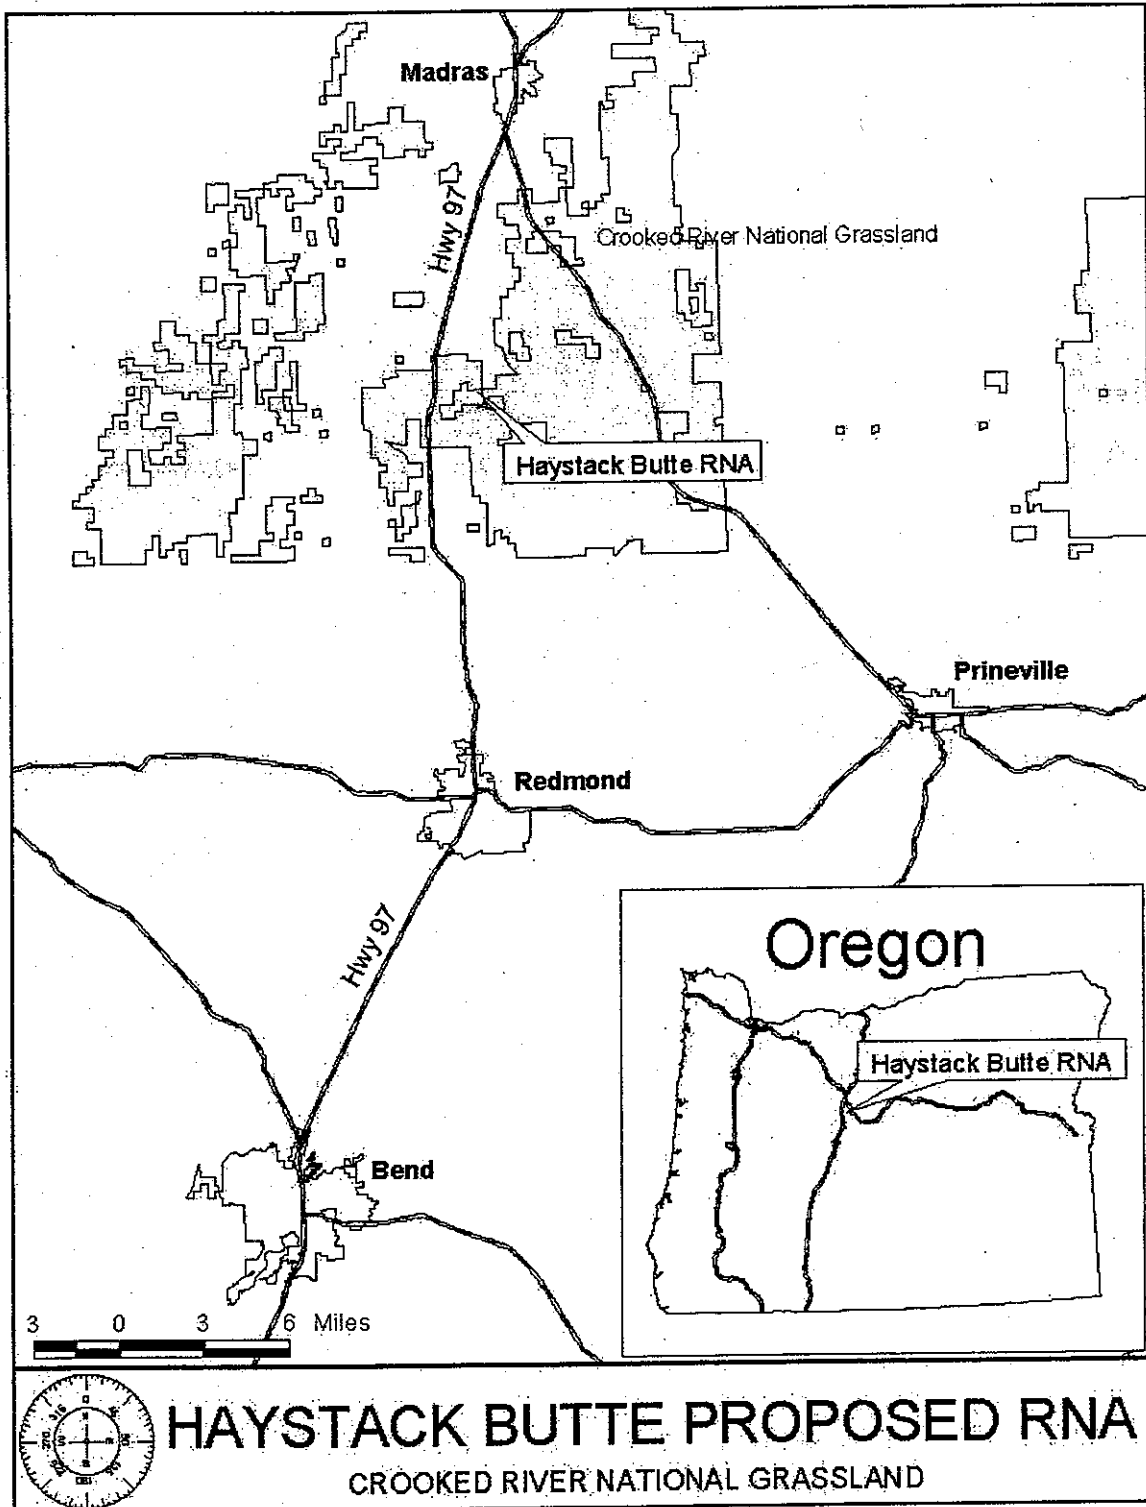 Madras
Hwy 97
Crooked River National Grassland
Haystack Butte RNA
Prineville
Redmond
Hwy 97
Oregon
Haystack Butte RNA
Bend
3 0 3 6 Miles
HAYSTACK BUTTE PROPOSED RNA
CROOKED RIVER NATIONAL GRASSLAND